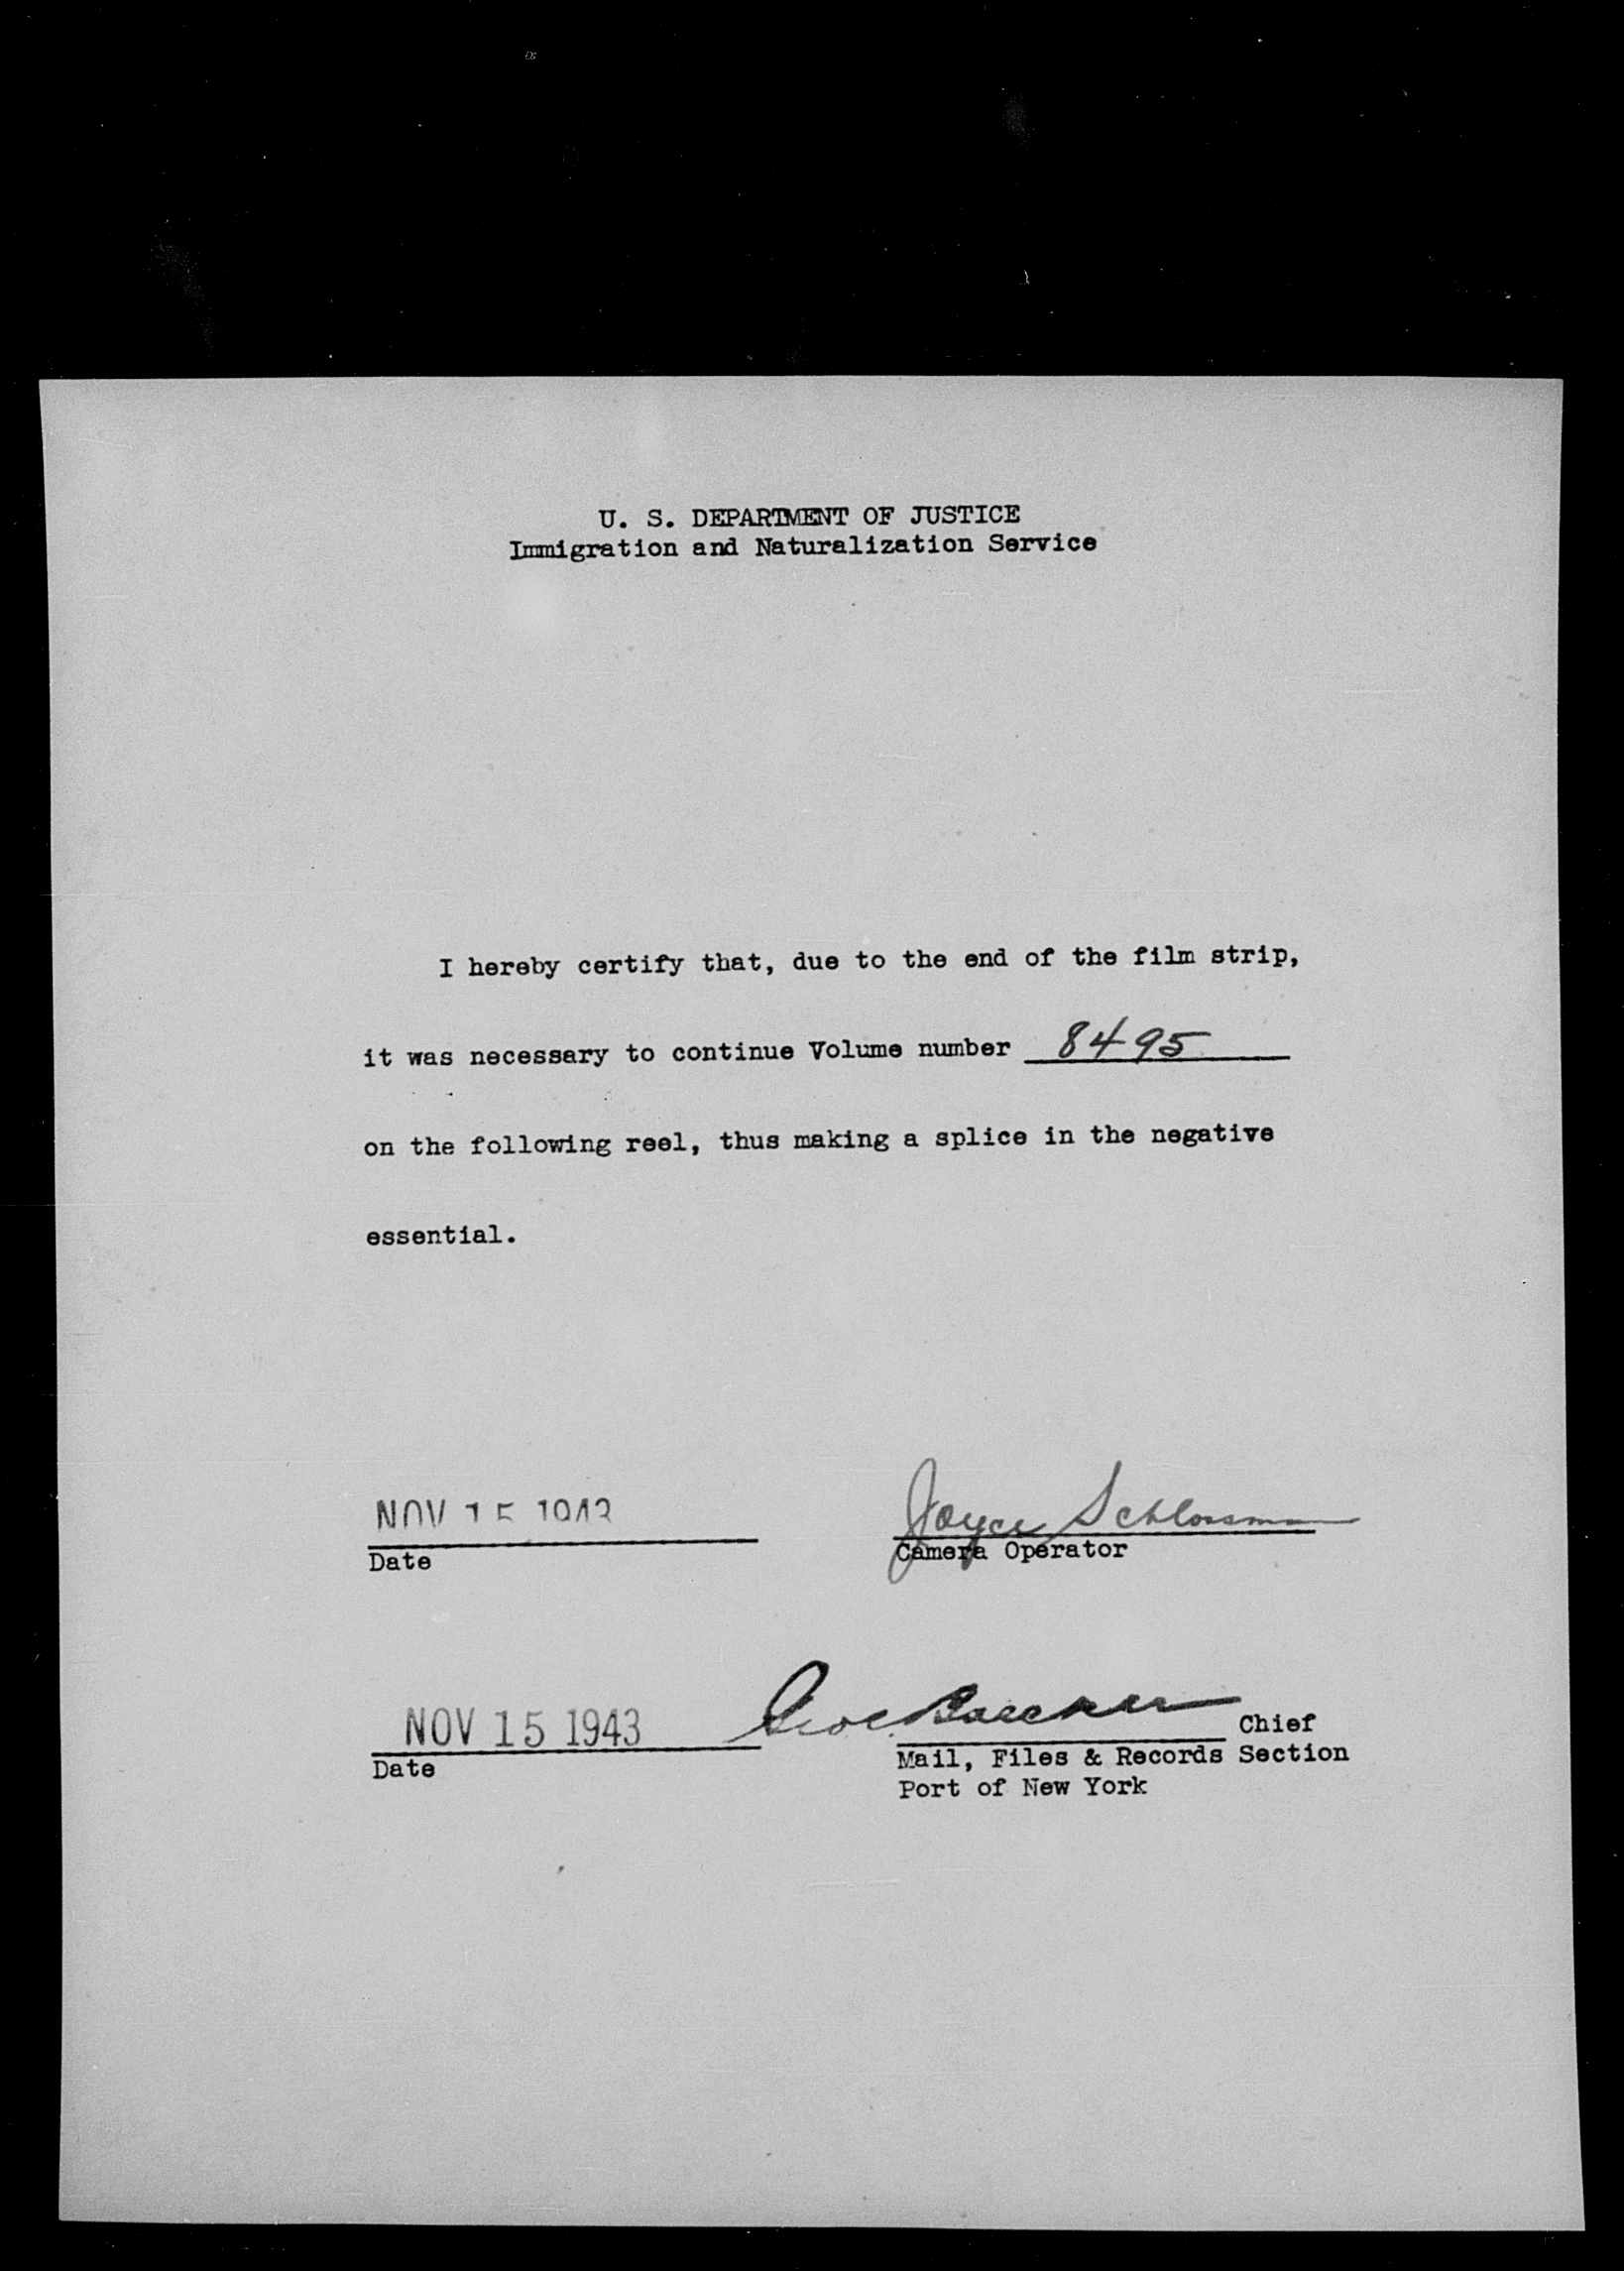 U. S. DEPARTMENT OF JUSTICE
Immigration and Naturalization Service
I hereby certify that, due to the end of the film strip,
it was necessary to continue Volume number 8495
on the following reel, thus making a splice in the negative
essential.
NOV 15 1943
Joyce Schlossman
Date
Camera Operator
NOV 15 1943
Chief
Date
Mail, Files & Records Section
Port of New York